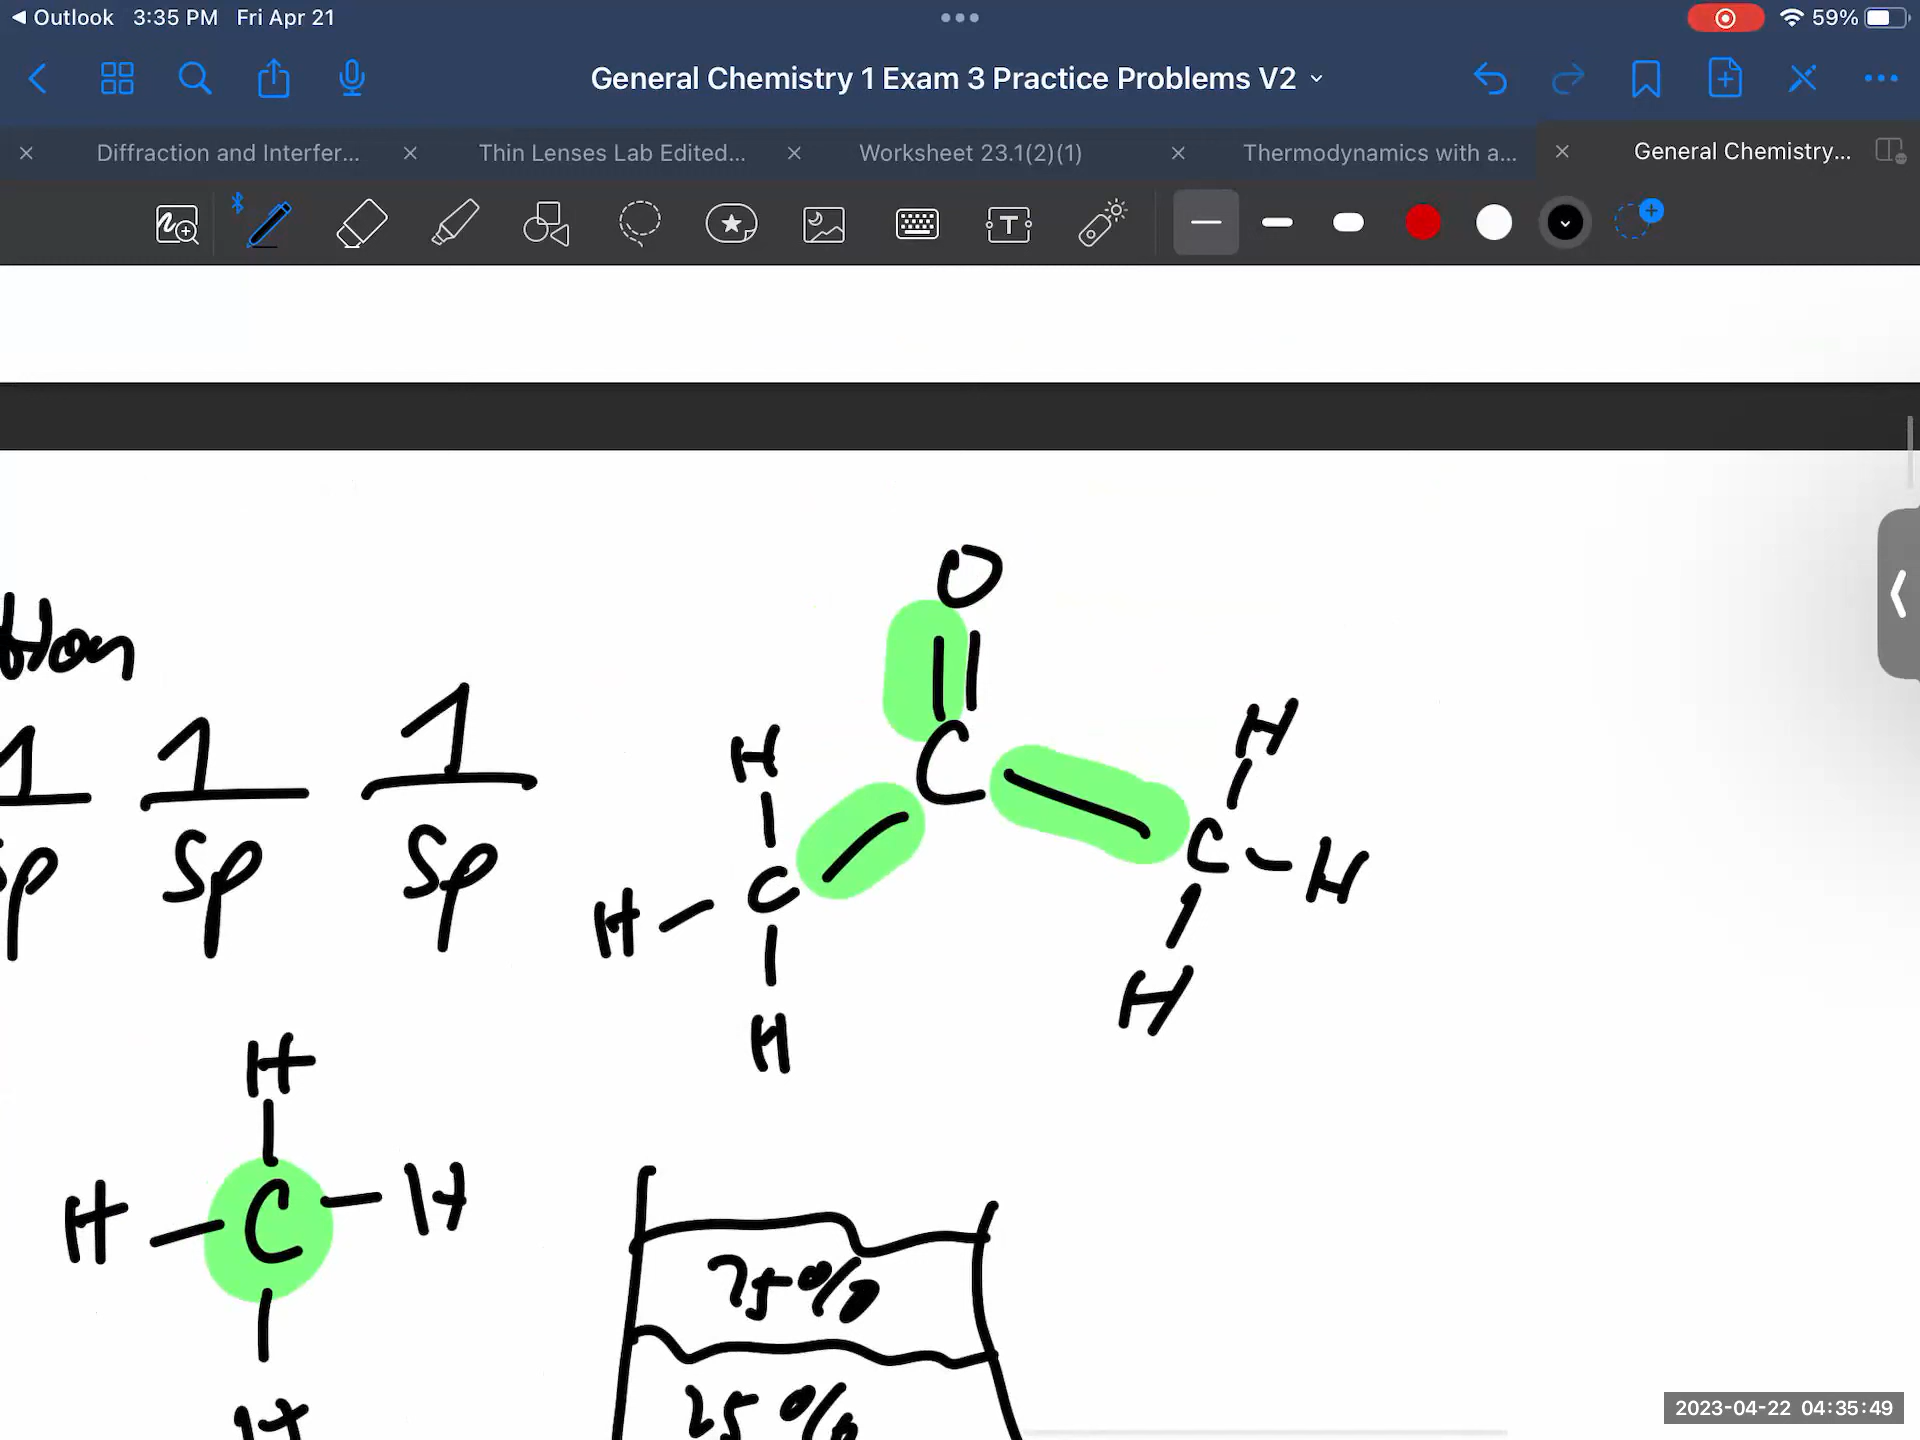 Outlook 3:35 PM Fri Apr 21 59%
General Chemistry 1 Exam 3 Practice Problems V2
Diffraction and Interfer... Thin Lenses Lab Edited... Worksheet 23.1(2)(1) Thermodynamics with a... General Chemistry...
T
O
1 1 1
sp sp sp
C
H H
H C C H
H H
H
H C H
H
75%
25%
2023-04-22 04:35:49